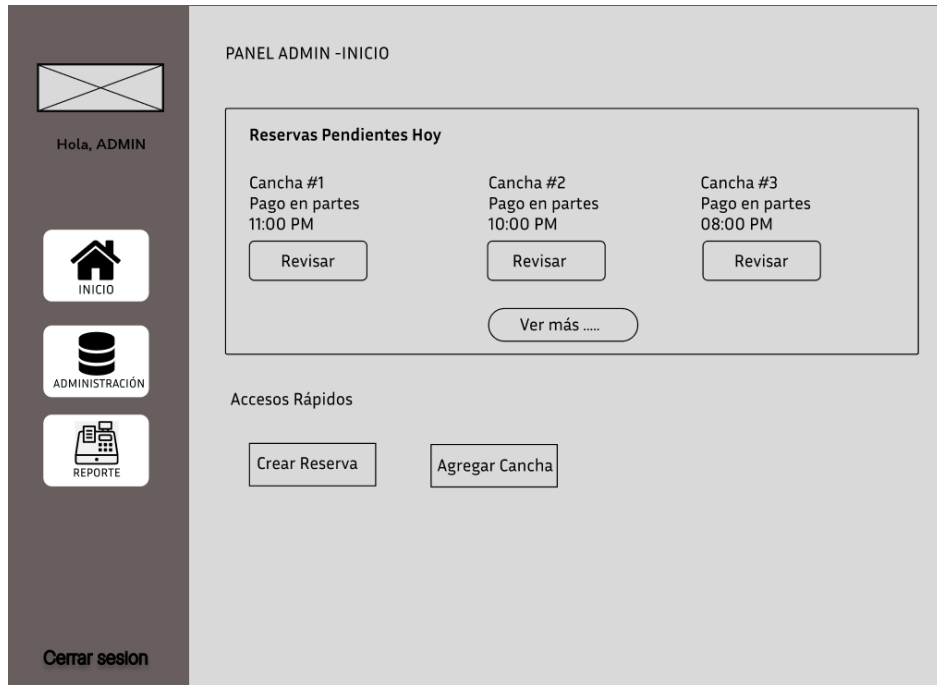 PANEL ADMIN -INICIO
Hola, ADMIN
INICIO
ADMINISTRACIÓN
REPORTE
Cerrar sesion
Reservas Pendientes Hoy
Cancha #1
Pago en partes
11:00 PM
Revisar
Cancha #2
Pago en partes
10:00 PM
Revisar
Cancha #3
Pago en partes
08:00 PM
Revisar
Ver más .....
Accesos Rápidos
Crear Reserva
Agregar Cancha